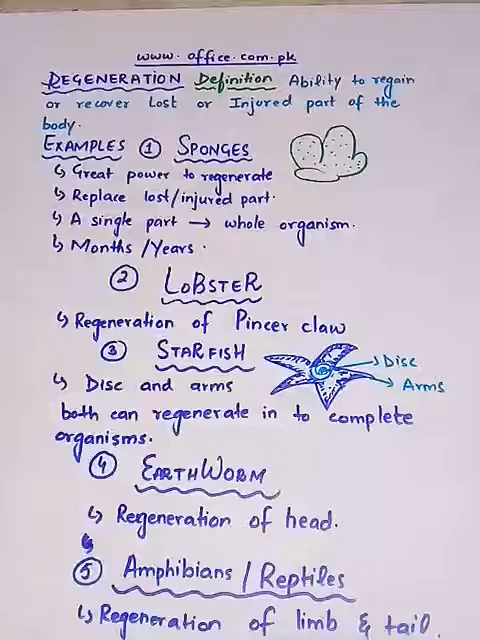 www.office.com.pk
REGENERATION Definition Ability to regain
or recover Lost or Injured part of the
body.
EXAMPLES ① SPONGES
↳ Great power to regenerate
↳ Replace lost/injured part.
↳ A single part → whole organism.
↳ Months/Years.
② LOBSTER
↳ Regeneration of Pincer claw
③ STARFISH
Disc
↳ Disc and arms
Arms
both can regenerate in to complete
organisms.
④ EARTHWORM
↳ Regeneration of head.
⑤ Amphibians / Reptiles
↳ Regeneration of limb & tail.